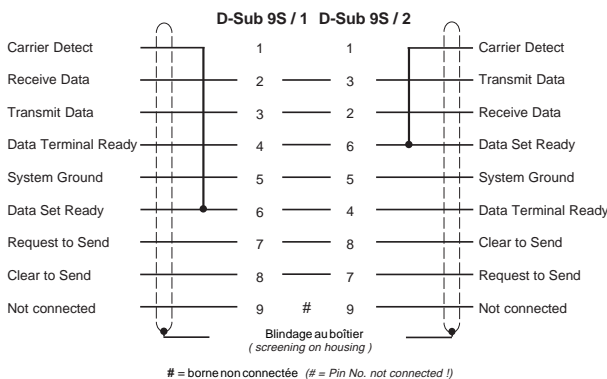 D-Sub 9S / 1 D-Sub 9S / 2
Carrier Detect 1 1 Carrier Detect
Receive Data 2 3 Transmit Data
Transmit Data 3 2 Receive Data
Data Terminal Ready 4 6 Data Set Ready
System Ground 5 5 System Ground
Data Set Ready 6 4 Data Terminal Ready
Request to Send 7 8 Clear to Send
Clear to Send 8 7 Request to Send
Not connected 9 # 9 Not connected
Blindage au boîtier
( screening on housing )
# = borne non connectée (# = Pin No. not connected !)